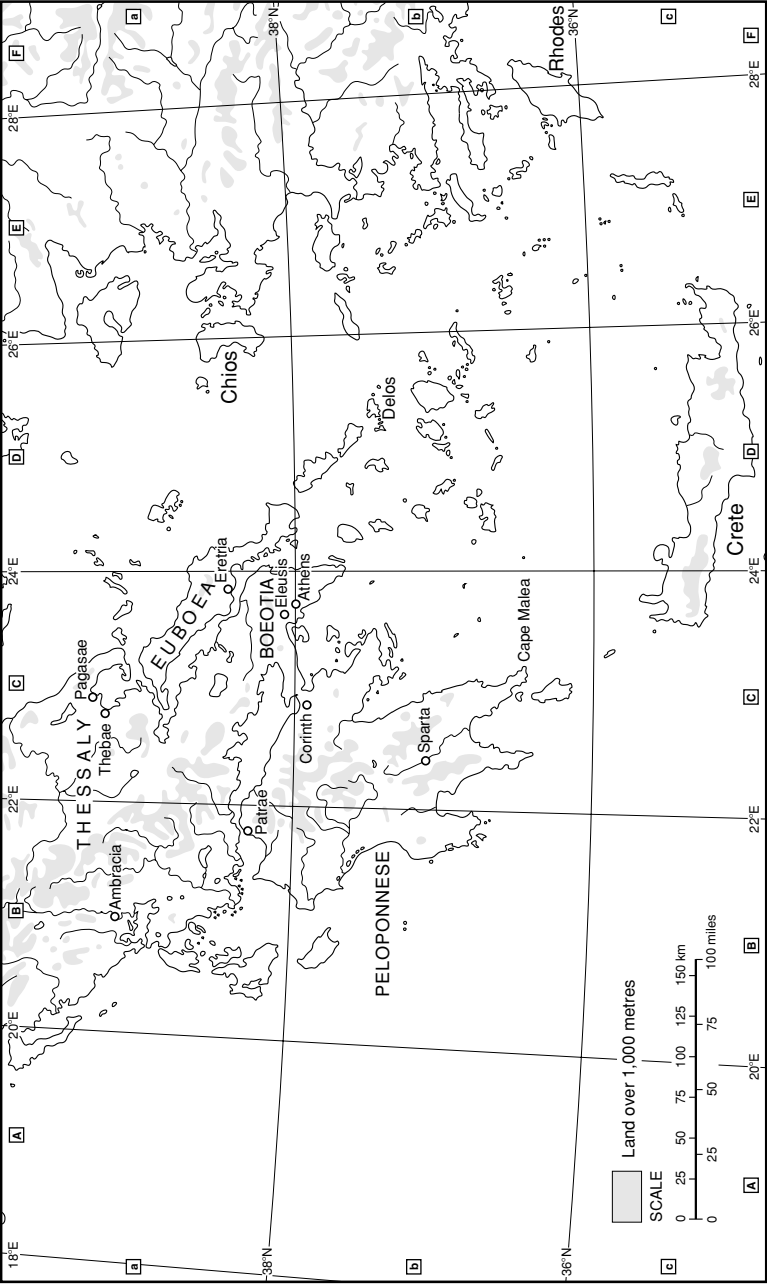 18°E
A
20°E
B
22°E
C
24°E
D
26°E
E
28°E
F
a
a
38°N
38°N
b
b
36°N
36°N
c
c
THESSALY
Ambracia
Thebae
Pagasae
EUBOEA
Eretria
BOEOTIA
Eleusis
Athens
Patrae
Corinth
Chios
Delos
PELOPONNESE
Sparta
Cape Malea
Rhodes
Crete
Land over 1,000 metres
SCALE
0 25 50 75 100 125 150 km
0 25 50 75 100 miles
A
20°E
B
22°E
C
24°E
D
26°E
E
28°E
F